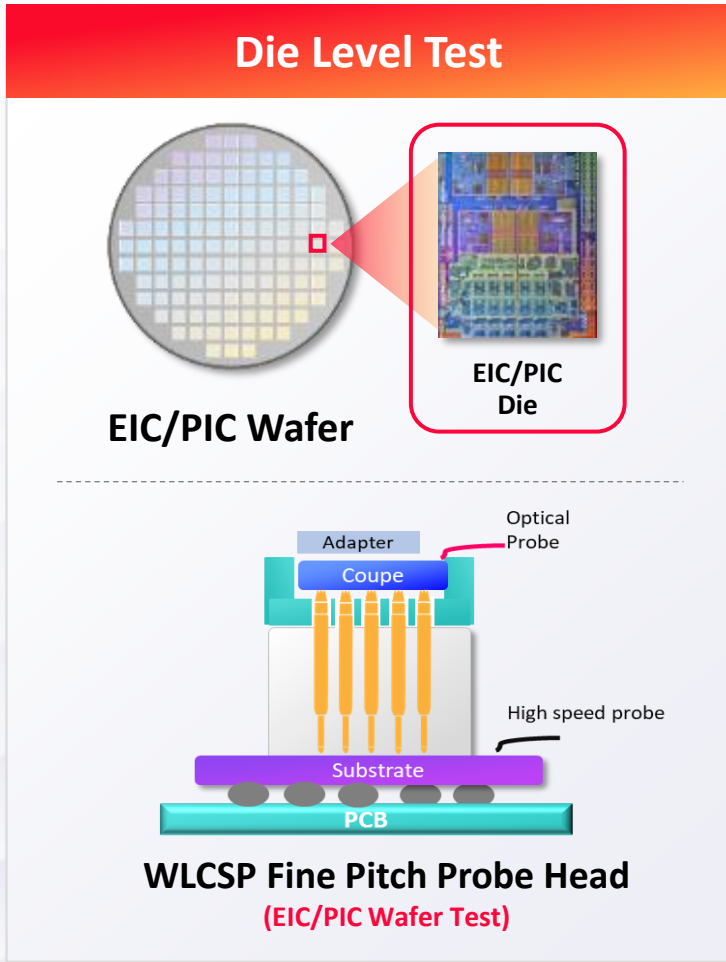 Die Level Test
EIC/PIC
Die
EIC/PIC Wafer
Optical
Probe
Adapter
Coupe
High speed probe
Substrate
PCB
WLCSP Fine Pitch Probe Head
(EIC/PIC Wafer Test)